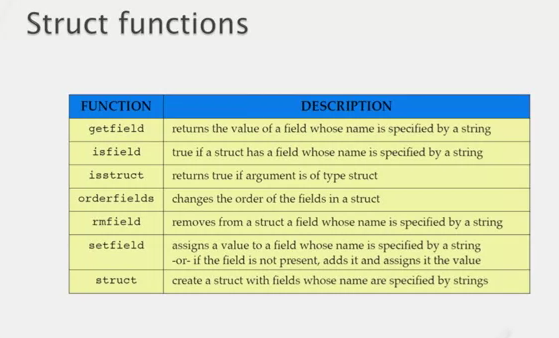 Struct functions
FUNCTION DESCRIPTION
getfield returns the value of a field whose name is specified by a string
isfield true if a struct has a field whose name is specified by a string
isstruct returns true if argument is of type struct
orderfields changes the order of the fields in a struct
rmfield removes from a struct a field whose name is specified by a string
setfield assigns a value to a field whose name is specified by a string
-or- if the field is not present, adds it and assigns it the value
struct create a struct with fields whose name are specified by strings